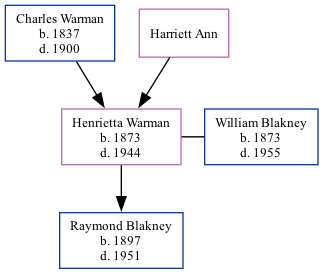 Charles Warman
b. 1837
d. 1900
Harriett Ann
Henrietta Warman
b. 1873
d. 1944
William Blakney
b. 1873
d. 1955
Raymond Blakney
b. 1897
d. 1951